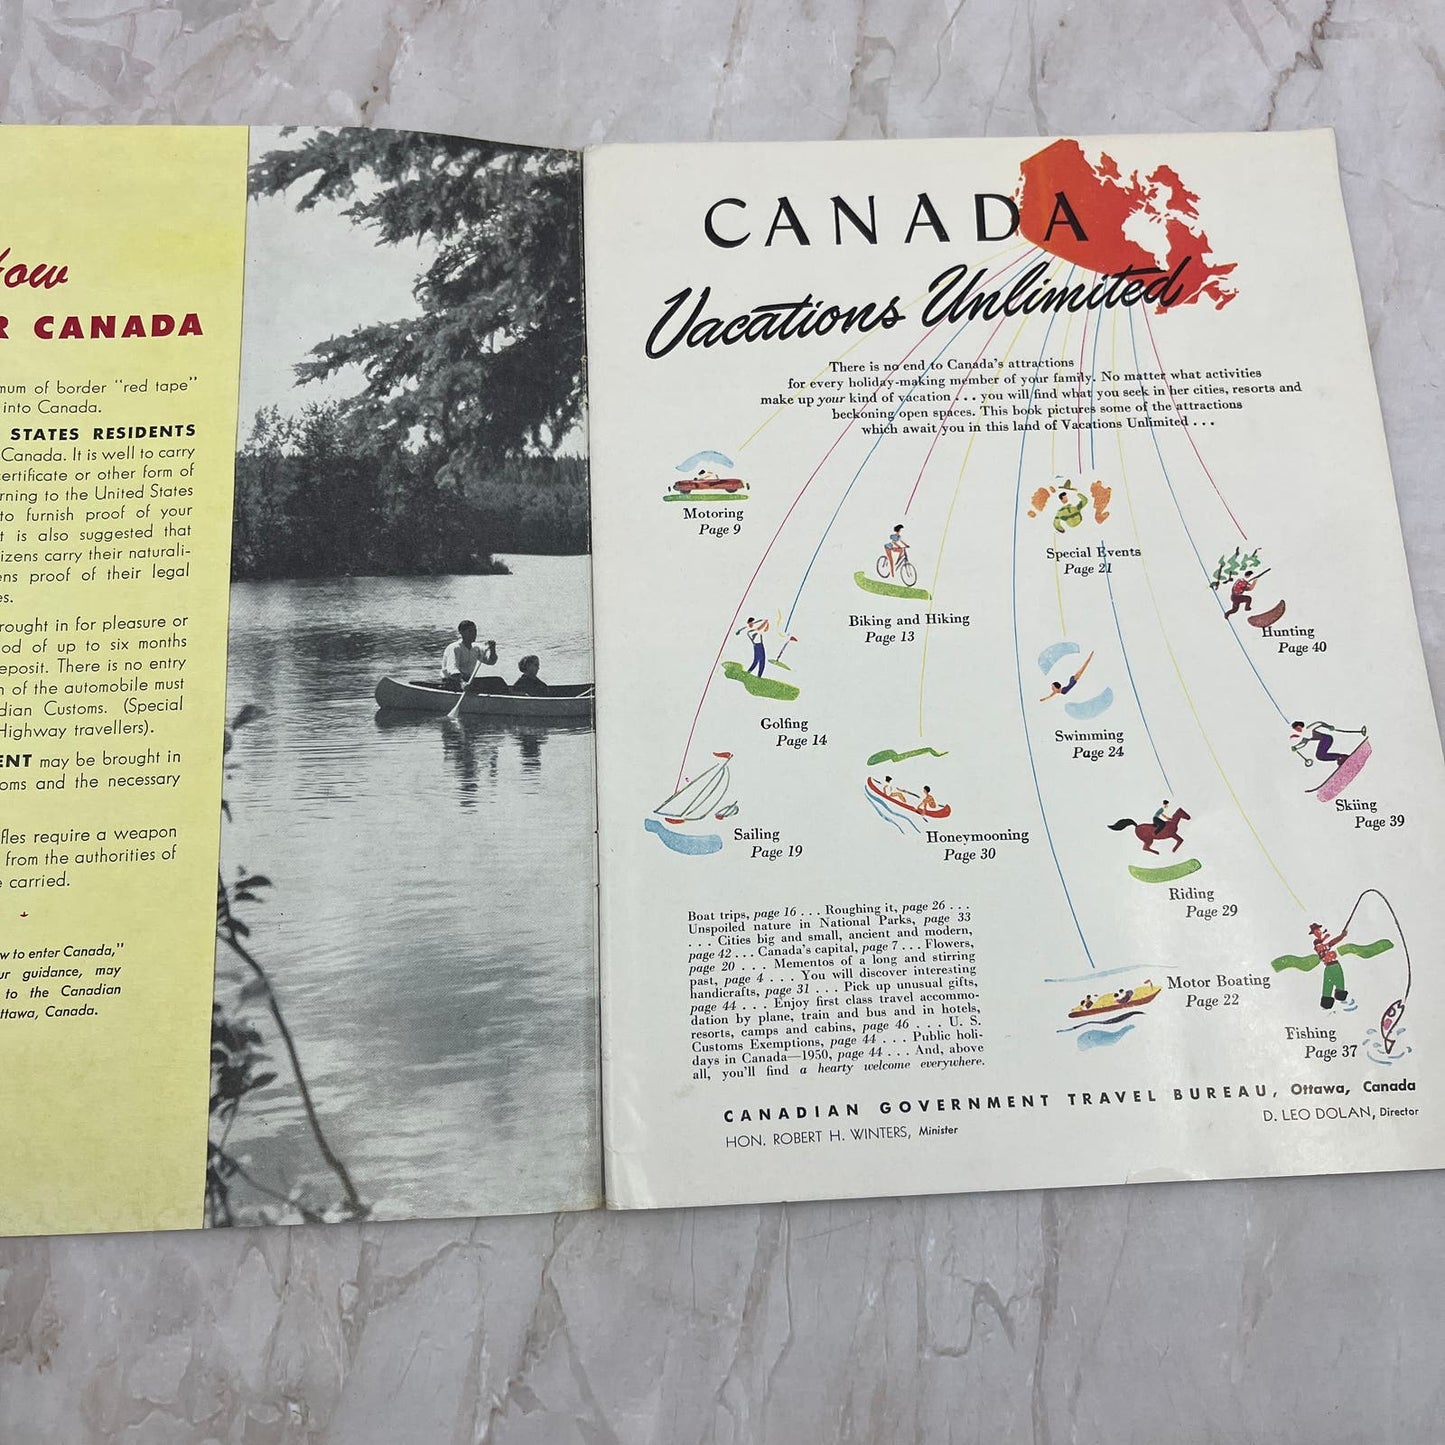 How
R CANADA
mum of border "red tape"
into Canada.
STATES RESIDENTS
Canada. It is well to carry
certificate or other form of
rning to the United States
to furnish proof of your
t is also suggested that
izens carry their naturali-
ens proof of their legal
es.
rought in for pleasure or
od of up to six months
eposit. There is no entry
n of the automobile must
dian Customs. (Special
Highway travellers).
ENT may be brought in
oms and the necessary
fles require a weapon
from the authorities of
e carried.
w to enter Canada,"
ur guidance, may
to the Canadian
ttawa, Canada.
CANADA
Vacations Unlimited
There is no end to Canada's attractions
for every holiday-making member of your family. No matter what activities
make up your kind of vacation . . . you will find what you seek in her cities, resorts and
beckoning open spaces. This book pictures some of the attractions
which await you in this land of Vacations Unlimited . . .
Motoring
Page 9
Special Events
Page 21
Biking and Hiking
Page 13
Hunting
Page 40
Golfing
Page 14
Swimming
Page 24
Skiing
Page 39
Sailing
Page 19
Honeymooning
Page 30
Riding
Page 29
Motor Boating
Page 22
Fishing
Page 37
Boat trips, page 16 . . . Roughing it, page 26 . . .
Unspoiled nature in National Parks, page 33
. . . Cities big and small, ancient and modern,
page 42 . . . Canada's capital, page 7 . . . Flowers,
page 20 . . . Mementos of a long and stirring
past, page 4 . . . You will discover interesting
handicrafts, page 31 . . . Pick up unusual gifts,
page 44 . . . Enjoy first class travel accommo-
dation by plane, train and bus and in hotels,
resorts, camps and cabins, page 46 . . . U. S.
Customs Exemptions, page 44 . . . Public holi-
days in Canada—1950, page 44 . . . And, above
all, you'll find a hearty welcome everywhere.
CANADIAN GOVERNMENT TRAVEL BUREAU, Ottawa, Canada
HON. ROBERT H. WINTERS, Minister
D. LEO DOLAN, Director